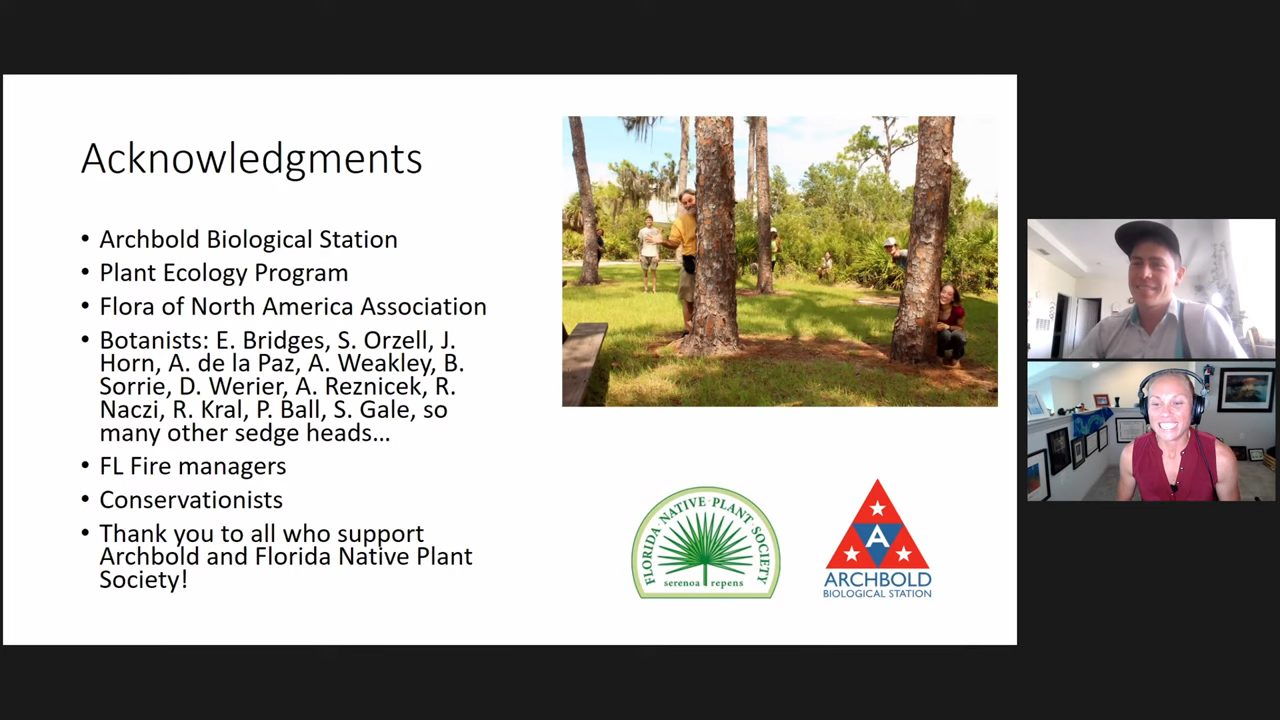 Acknowledgments
• Archbold Biological Station
• Plant Ecology Program
• Flora of North America Association
• Botanists: E. Bridges, S. Orzell, J.
Horn, A. de la Paz, A. Weakley, B.
Sorrie, D. Werier, A. Reznicek, R.
Naczi, R. Kral, P. Ball, S. Gale, so
many other sedge heads...
• FL Fire managers
• Conservationists
• Thank you to all who support
Archbold and Florida Native Plant
Society!
FLORIDA · NATIVE · PLANT · SOCIETY
serenoa repens
A
ARCHBOLD
BIOLOGICAL STATION